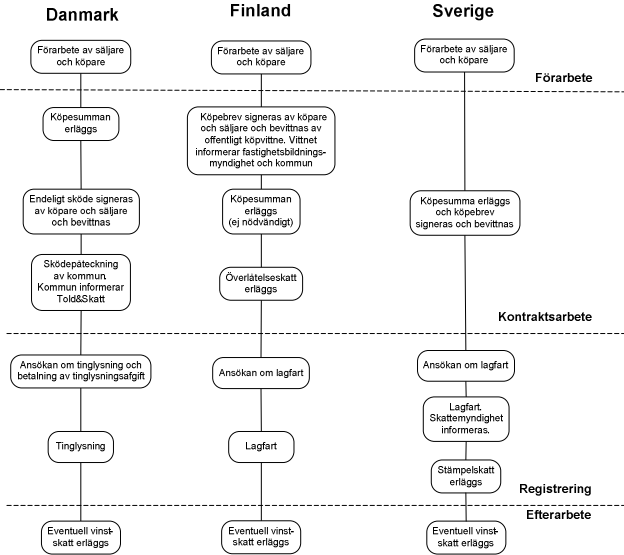 Danmark
Finland
Sverige
Förarbete av säljare
och köpare
Förarbete av säljare
och köpare
Förarbete av säljare
och köpare
Förarbete
Köpesumman
erläggs
Köpebrev signeras av köpare
och säljare och bevittnas av
offentligt köpvittne. Vittnet
informerar fastighetsbildnings-
myndighet och kommun
Endeligt sköde signeras
av köpare och säljare
och bevittnas
Köpesumman
erläggs
(ej nödvändigt)
Köpesumma erläggs
och köpebrev
signeras och bevittnas
Sködepåteckning
av kommun.
Kommun informerar
Told&Skatt
Överlåtelseskatt
erläggs
Kontraktsarbete
Ansökan om tinglysning och
betalning av tinglysningsafgift
Ansökan om lagfart
Ansökan om lagfart
Tinglysning
Lagfart
Lagfart.
Skattemyndighet
informeras.
Stämpelskatt
erläggs
Registrering
Efterarbete
Eventuell vinst-
skatt erläggs
Eventuell vinst-
skatt erläggs
Eventuell vinst-
skatt erläggs